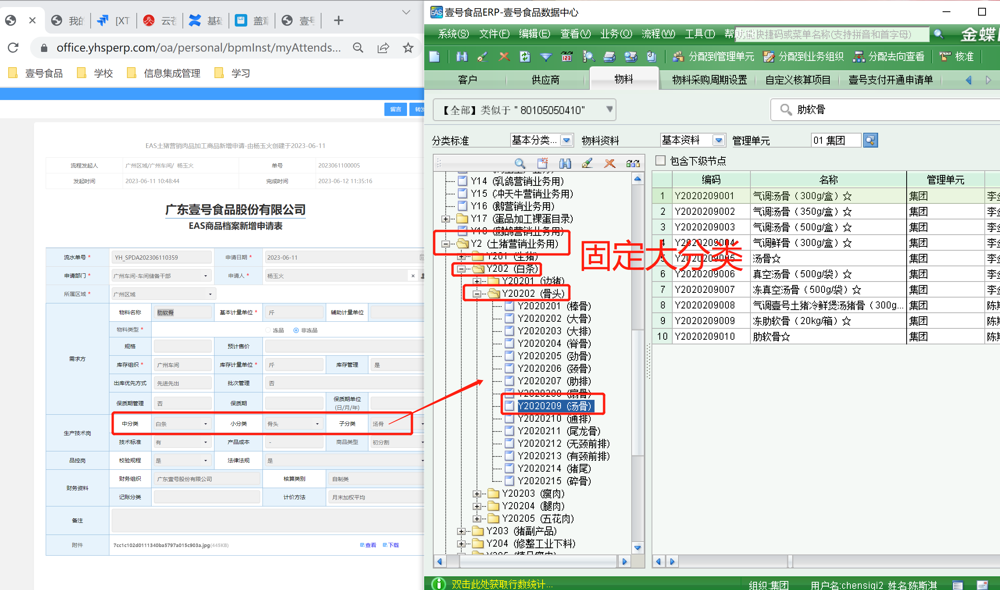 我的
[XT
云苍
基础
盖章
壹号
office.yhsperp.com/oa/personal/bpmInst/myAttends...
壹号食品
学校
信息集成管理
学习
留言
转发
EAS土猪营销肉品加工商品新增申请-由杨玉火创建于2023-06-11
流程发起人 广州区域/广州车间/ 杨玉火 单号 2023061100005
发起时间 2023-06-11 10:48:44 完成时间 2023-06-12 11:35:16
广东壹号食品股份有限公司
EAS商品档案新增申请表
流水单号 * YH_SPDA202306110359 申请日期 * 2023-06-11
申请部门 * 广州车间-车间储备干部 申请人 * 杨玉火
所属区域 * 广州区域
需求方
物料名称 肋软骨 基本计量单位 * 斤 辅助计量单位
物料类型 * 冻品 非冻品
规格 预计售价
库存组织 * 广州车间 库存计量单位 * 斤 库存管理 是
出库优先方式 先进先出 批次管理 否
保质期管理 否 保质期 保质期单位
(日/月/年)
生产技术岗
中分类 白条 小分类 骨头 子分类 汤骨
技术标准 有 产品成本 - 商品类型 初分割
品控岗 校验规程 是 法律法规 是
财务资料
财务组织 广东壹号股份有限公司 核算类别 自制类
记账分类 计价方法 月末加权平均
备注
附件 7cc1c102d0111340ba5797a015c903a.jpg(445KB) 查看 下载
EAS 壹号食品ERP-壹号食品数据中心
系统(S) 文件(F) 编辑(E) 查看(V) 业务(O) 流程(W) 工具(T) 帮助
功能快捷码或菜单名称(支持拼音和首字母)
金蝶
分配到管理单元 分配到业务组织 分配去向查看 核准
客户 供应商 物料 物料采购周期设置 自定义核算项目 壹号支付开通申请单
【全部】类似于 " 80105050410"
肋软骨
分类标准 基本分类... 物料资料 基本资料 管理单元 01 集团
包含下级节点
Y14 (乳鸽营销业务用)
Y15 (冲天牛营销业务用)
Y16 (鹅营销业务用)
Y17 (蛋品加工裸蛋目录)
Y18 (鹧鸪营销业务用)
Y2 (土猪营销业务用)
Y201 (生猪)
Y202 (白条)
Y20201 (边猪)
Y20202 (骨头)
Y2020201 (棒骨)
Y2020202 (大骨)
Y2020203 (大排)
Y2020204 (脊骨)
Y2020205 (劲骨)
Y2020206 (颈骨)
Y2020207 (肋排)
Y2020208 (扇骨)
Y2020209 (汤骨)
Y2020210 (通排)
Y2020211 (尾龙骨)
Y2020212 (无颈前排)
Y2020213 (有颈前排)
Y2020214 (猪尾)
Y2020215 (碎骨)
Y20203 (瘦肉)
Y20204 (腿肉)
Y20205 (五花肉)
Y203 (猪副产品)
Y204 (修整工业下料)
固定大分类
编码 名称 管理单元
1 Y2020209001 气调汤骨（300g/盒）☆ 集团 李金
2 Y2020209002 气调汤骨（350g/盒）☆ 集团 李金
3 Y2020209003 气调汤骨（500g/盒）☆ 集团 李金
4 Y2020209004 气调鲜骨（300g/盒）☆ 集团 李金
5 Y2020209005 汤骨☆ 集团 李金
6 Y2020209006 真空汤骨（500g/袋）☆ 集团 李金
7 Y2020209007 冻真空汤骨（500g/袋）☆ 集团 李金
8 Y2020209008 气调壹号土猪冷鲜煲汤猪骨（300g... 集团 陈斯
9 Y2020209009 冻肋软骨（20kg/箱）☆ 集团 陈斯
10 Y2020209010 肋软骨☆ 集团 陈斯
双击此处获取行数统计...
组织:集团 用户名:chensiqi2 姓名:陈斯淇